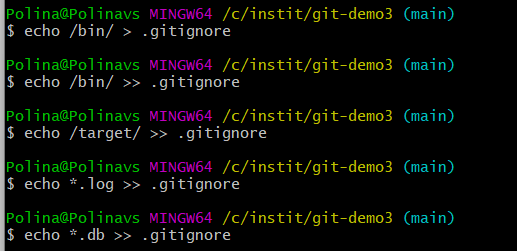 Polina@Polinavs MINGW64 /c/instit/git-demo3 (main)
$ echo /bin/ > .gitignore
Polina@Polinavs MINGW64 /c/instit/git-demo3 (main)
$ echo /bin/ >> .gitignore
Polina@Polinavs MINGW64 /c/instit/git-demo3 (main)
$ echo /target/ >> .gitignore
Polina@Polinavs MINGW64 /c/instit/git-demo3 (main)
$ echo *.log >> .gitignore
Polina@Polinavs MINGW64 /c/instit/git-demo3 (main)
$ echo *.db >> .gitignore